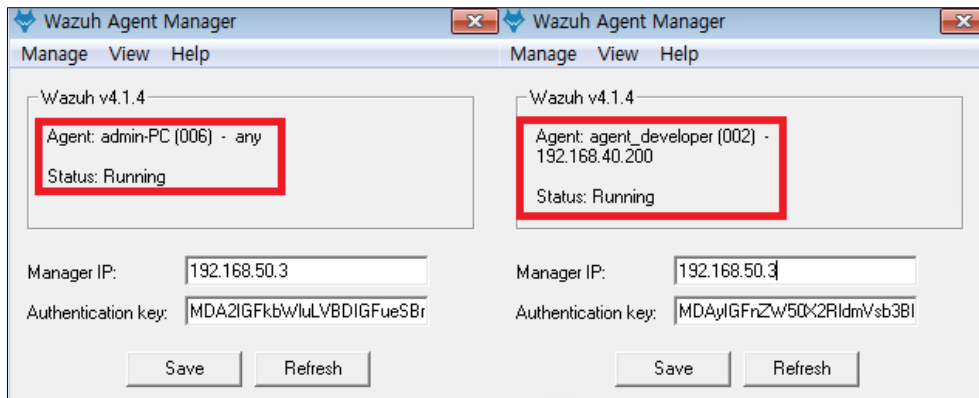 Wazuh Agent Manager
Manage View Help
Wazuh v4.1.4
Agent: admin-PC (006) - any
Status: Running
Manager IP: 192.168.50.3
Authentication key: MDA2IGFkbWluLVBDIGFueSBr
Save Refresh
Wazuh Agent Manager
Manage View Help
Wazuh v4.1.4
Agent: agent_developer (002) -
192.168.40.200
Status: Running
Manager IP: 192.168.50.3
Authentication key: MDAyIGFnZW50X2RldmVsb3Bl
Save Refresh